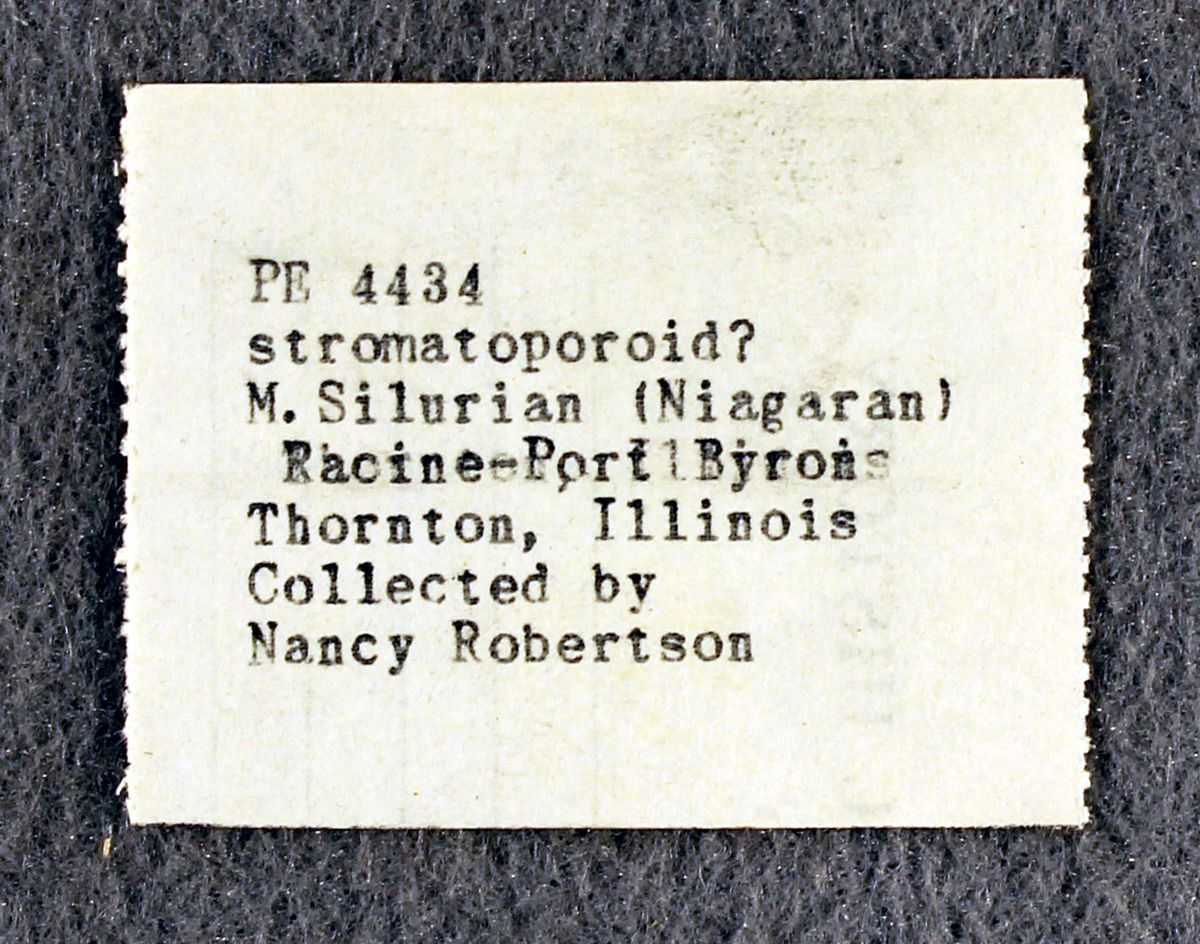 PE 4434
stromatoporoid?
M. Silurian (Niagaran)
Racine-Port Byron
Thornton, Illinois
Collected by
Nancy Robertson